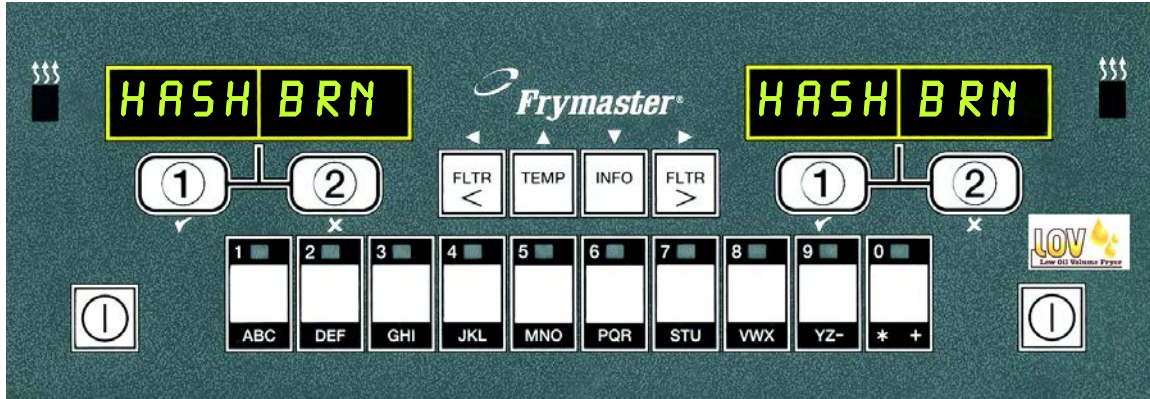 HASH BRN
Frymaster®
HASH BRN
1 2
FLTR < TEMP INFO FLTR >
1 2
LOV
Low Oil Volume Fryer
1 2 3 4 5 6 7 8 9 0
ABC DEF GHI JKL MNO PQR STU VWX YZ- * +